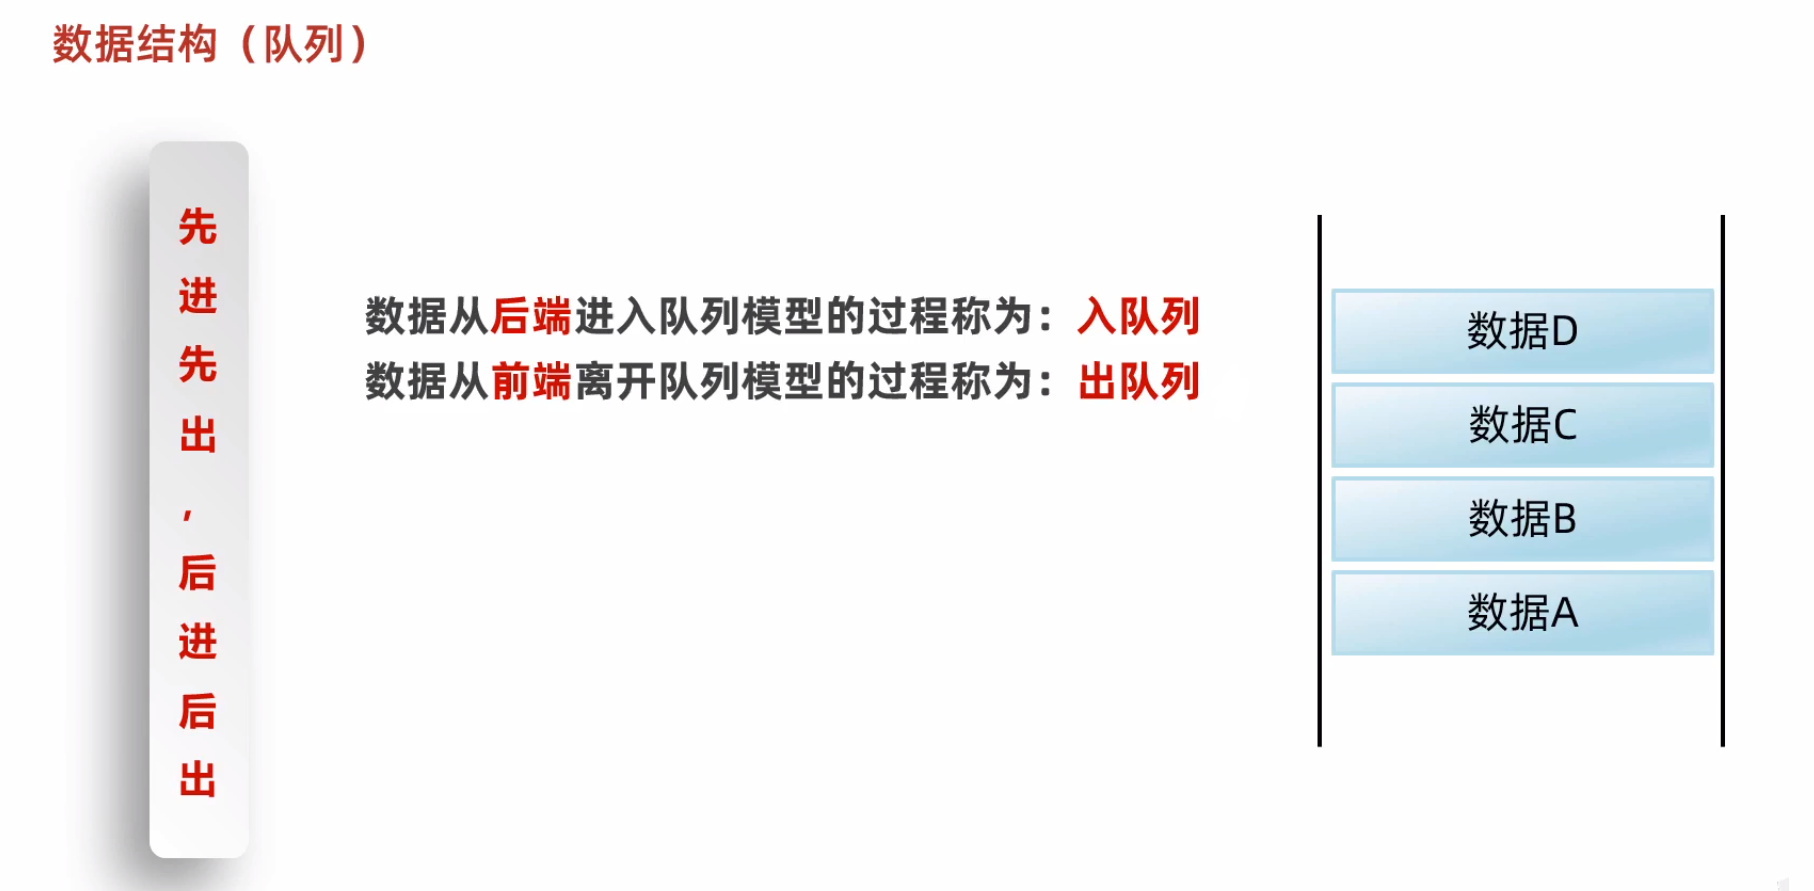 数据结构（队列）
先进先出，后进后出
数据从后端进入队列模型的过程称为：入队列
数据从前端离开队列模型的过程称为：出队列
数据D
数据C
数据B
数据A